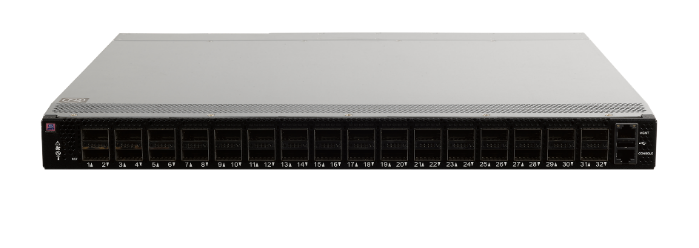 MGMT
CONSOLE
1▲ 2▼ 3▲ 4▼ 5▲ 6▼ 7▲ 8▼ 9▲ 10▼ 11▲ 12▼ 13▲ 14▼ 15▲ 16▼ 17▲ 18▼ 19▲ 20▼ 21▲ 22▼ 23▲ 24▼ 25▲ 26▼ 27▲ 28▼ 29▲ 30▼ 31▲ 32▼